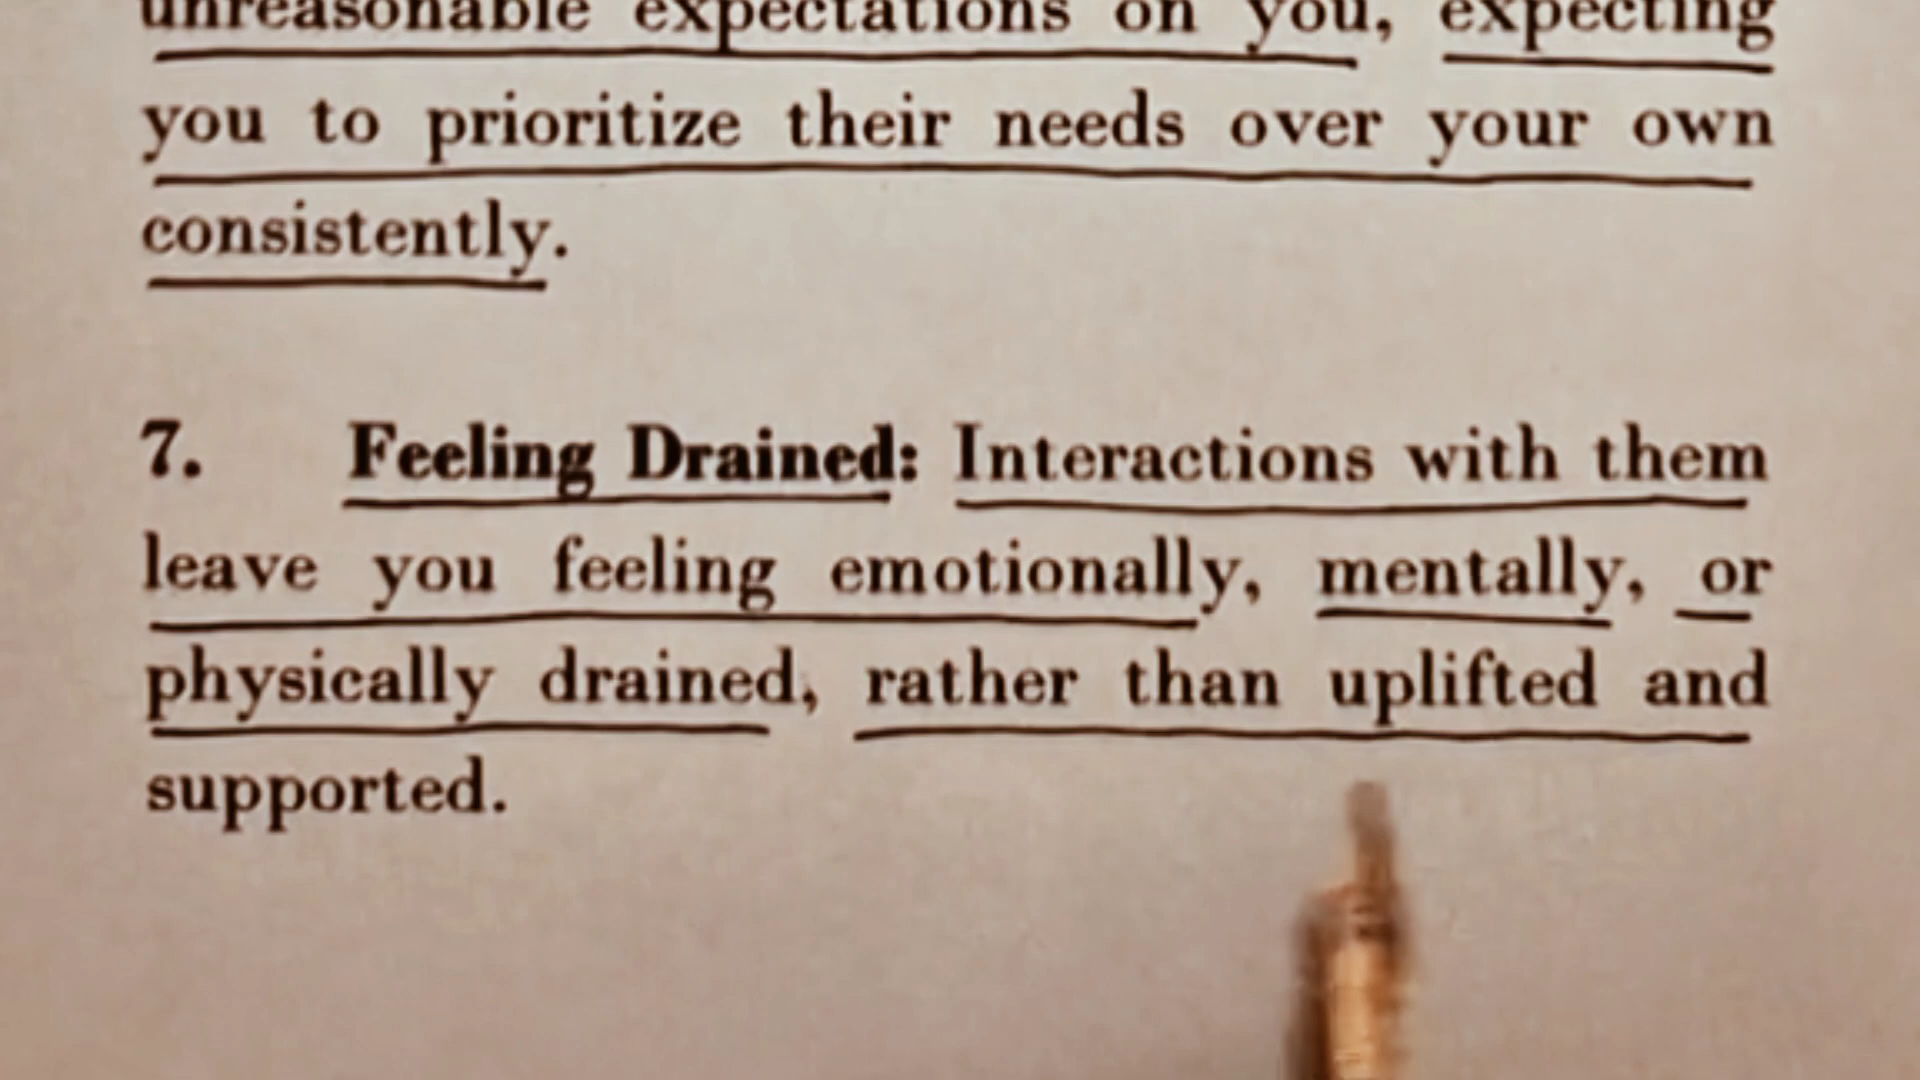 unreasonable expectations on you, expecting
you to prioritize their needs over your own
consistently.
7. Feeling Drained: Interactions with them
leave you feeling emotionally, mentally, or
physically drained, rather than uplifted and
supported.